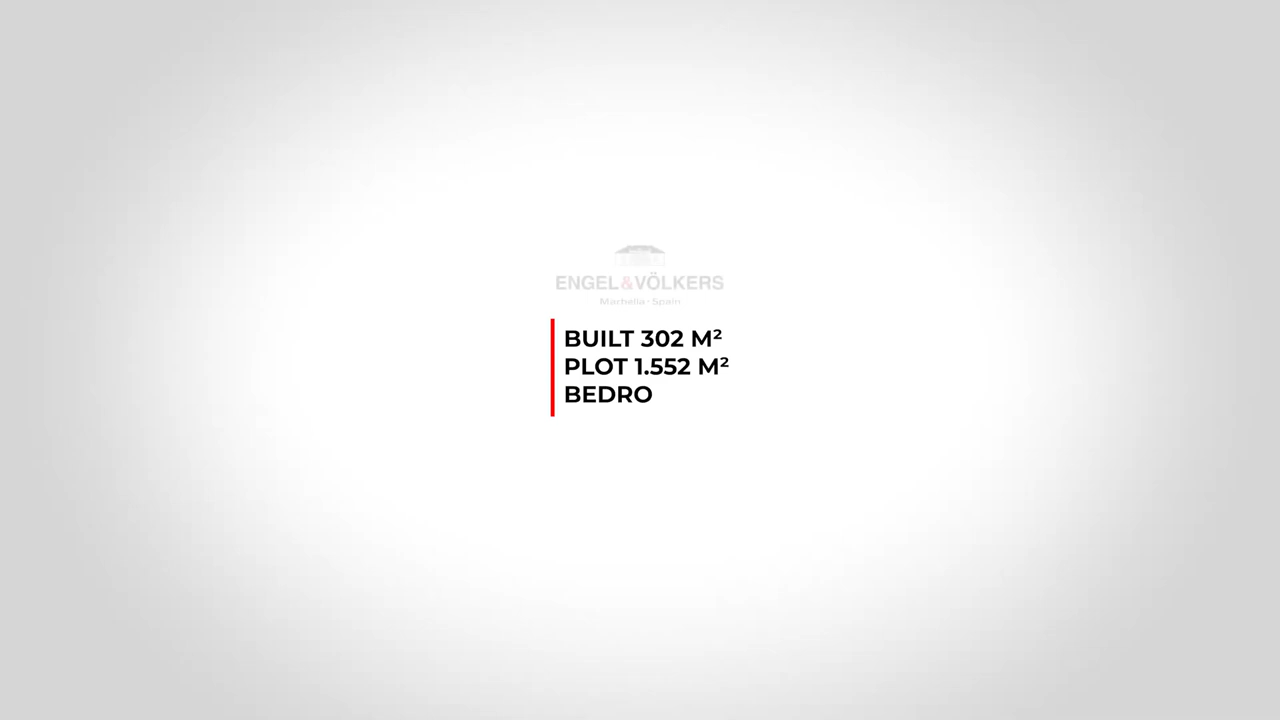 ENGEL&VÖLKERS
Marbella · Spain
BUILT 302 M²
PLOT 1.552 M²
BEDRO